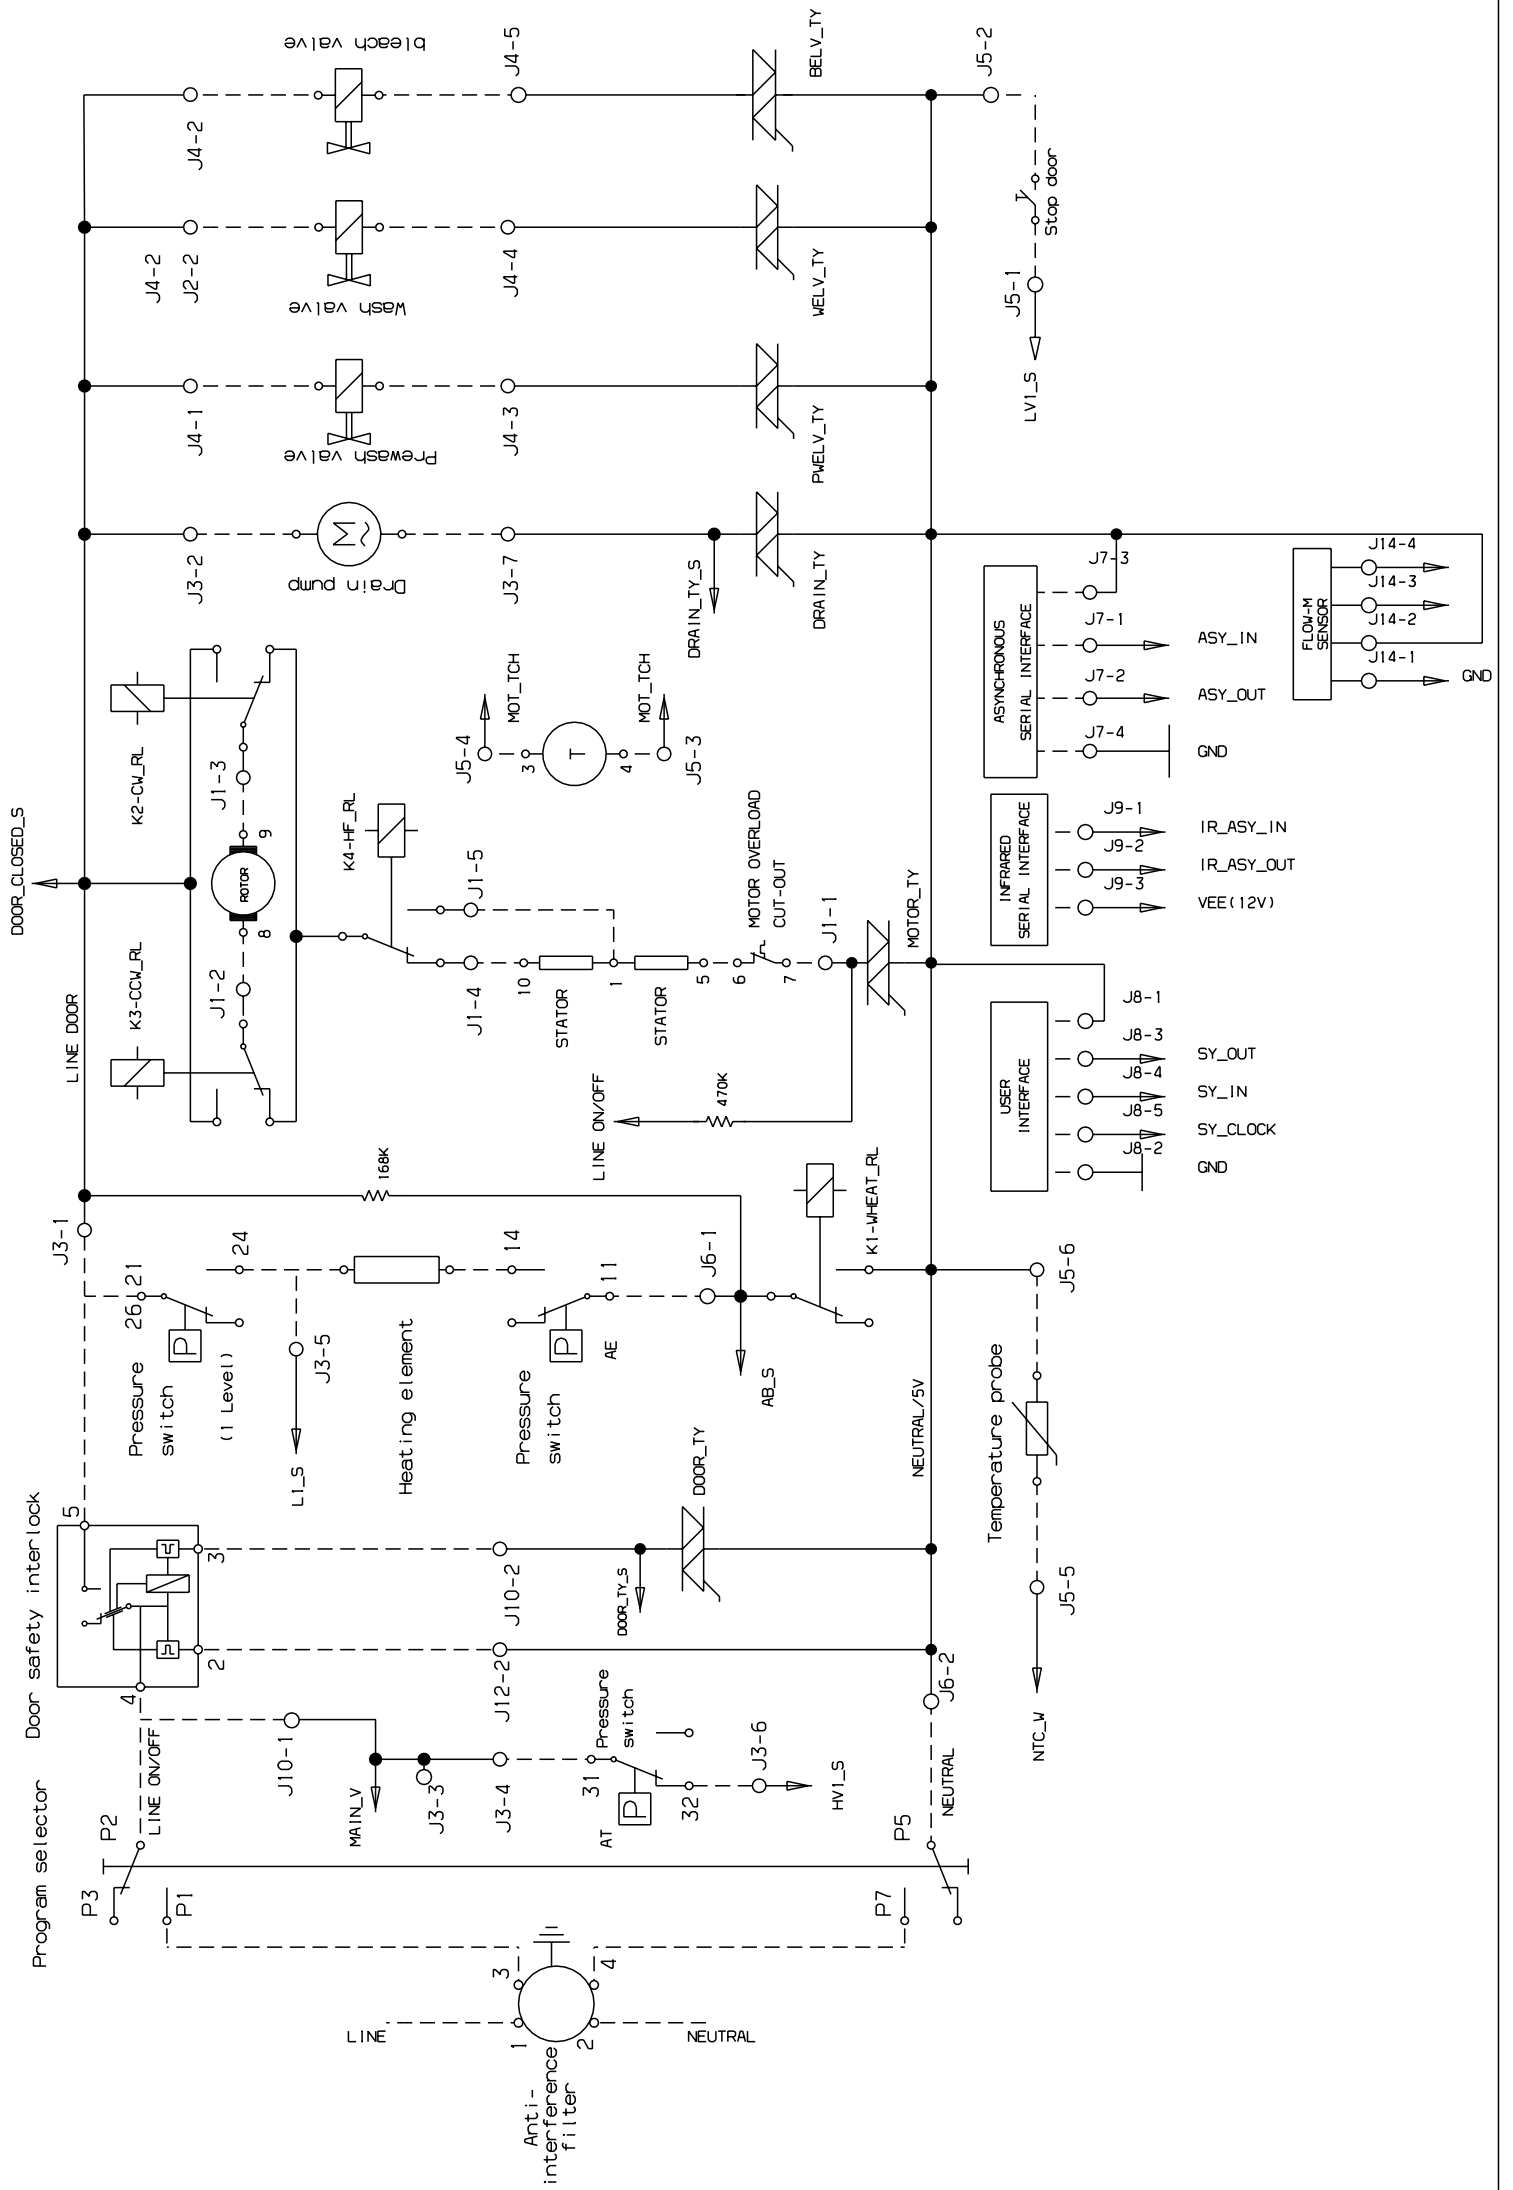 bleach valve
J4-2
J4-5
BELV_TY
J5-2
J4-2
J2-2
Wash valve
J4-4
WELV_TY
Stop door
J5-1
LV1_S
J4-1
Prewash valve
J4-3
PWELV_TY
J3-2
Drain pump
J3-7
DRAIN_TY_S
DRAIN_TY
J7-3
J7-1
J7-2
J7-4
ASYNCHRONOUS
SERIAL INTERFACE
ASY_IN
ASY_OUT
GND
FLOW-M
SENSOR
J14-4
J14-3
J14-2
J14-1
GND
DOOR_CLOSED_S
LINE DOOR
K2-CW_RL
K3-CCW_RL
J1-3
9
ROTOR
8
J1-2
K4-HF_RL
J5-4
MOT_TCH
3
T
4
MOT_TCH
J5-3
J1-5
J1-4
10
STATOR
1
STATOR
5
6
MOTOR OVERLOAD
CUT-OUT
7
J1-1
MOTOR_TY
LINE ON/OFF
470K
INFRARED
SERIAL INTERFACE
J9-1
J9-2
J9-3
IR_ASY_IN
IR_ASY_OUT
VEE(12V)
USER
INTERFACE
J8-1
J8-3
J8-4
J8-5
J8-2
SY_OUT
SY_IN
SY_CLOCK
GND
J3-1
168K
26 21
24
P
Pressure
switch
(1 Level)
J3-5
L1_S
Heating element
14
11
P
AE
Pressure
switch
J6-1
AB_S
K1-WHEAT_RL
J5-6
Temperature probe
J5-5
NTC_W
NEUTRAL/5V
Door safety interlock
5
3
2
4
J10-2
J12-2
DOOR_TY_S
DOOR_TY
J6-2
NEUTRAL
Program selector
P2
LINE ON/OFF
J10-1
MAIN_V
J3-3
J3-4
31
Pressure
switch
P
AT
32
J3-6
HV1_S
P5
P3
P1
P7
3
4
1
2
LINE
NEUTRAL
Anti-
interference
filter